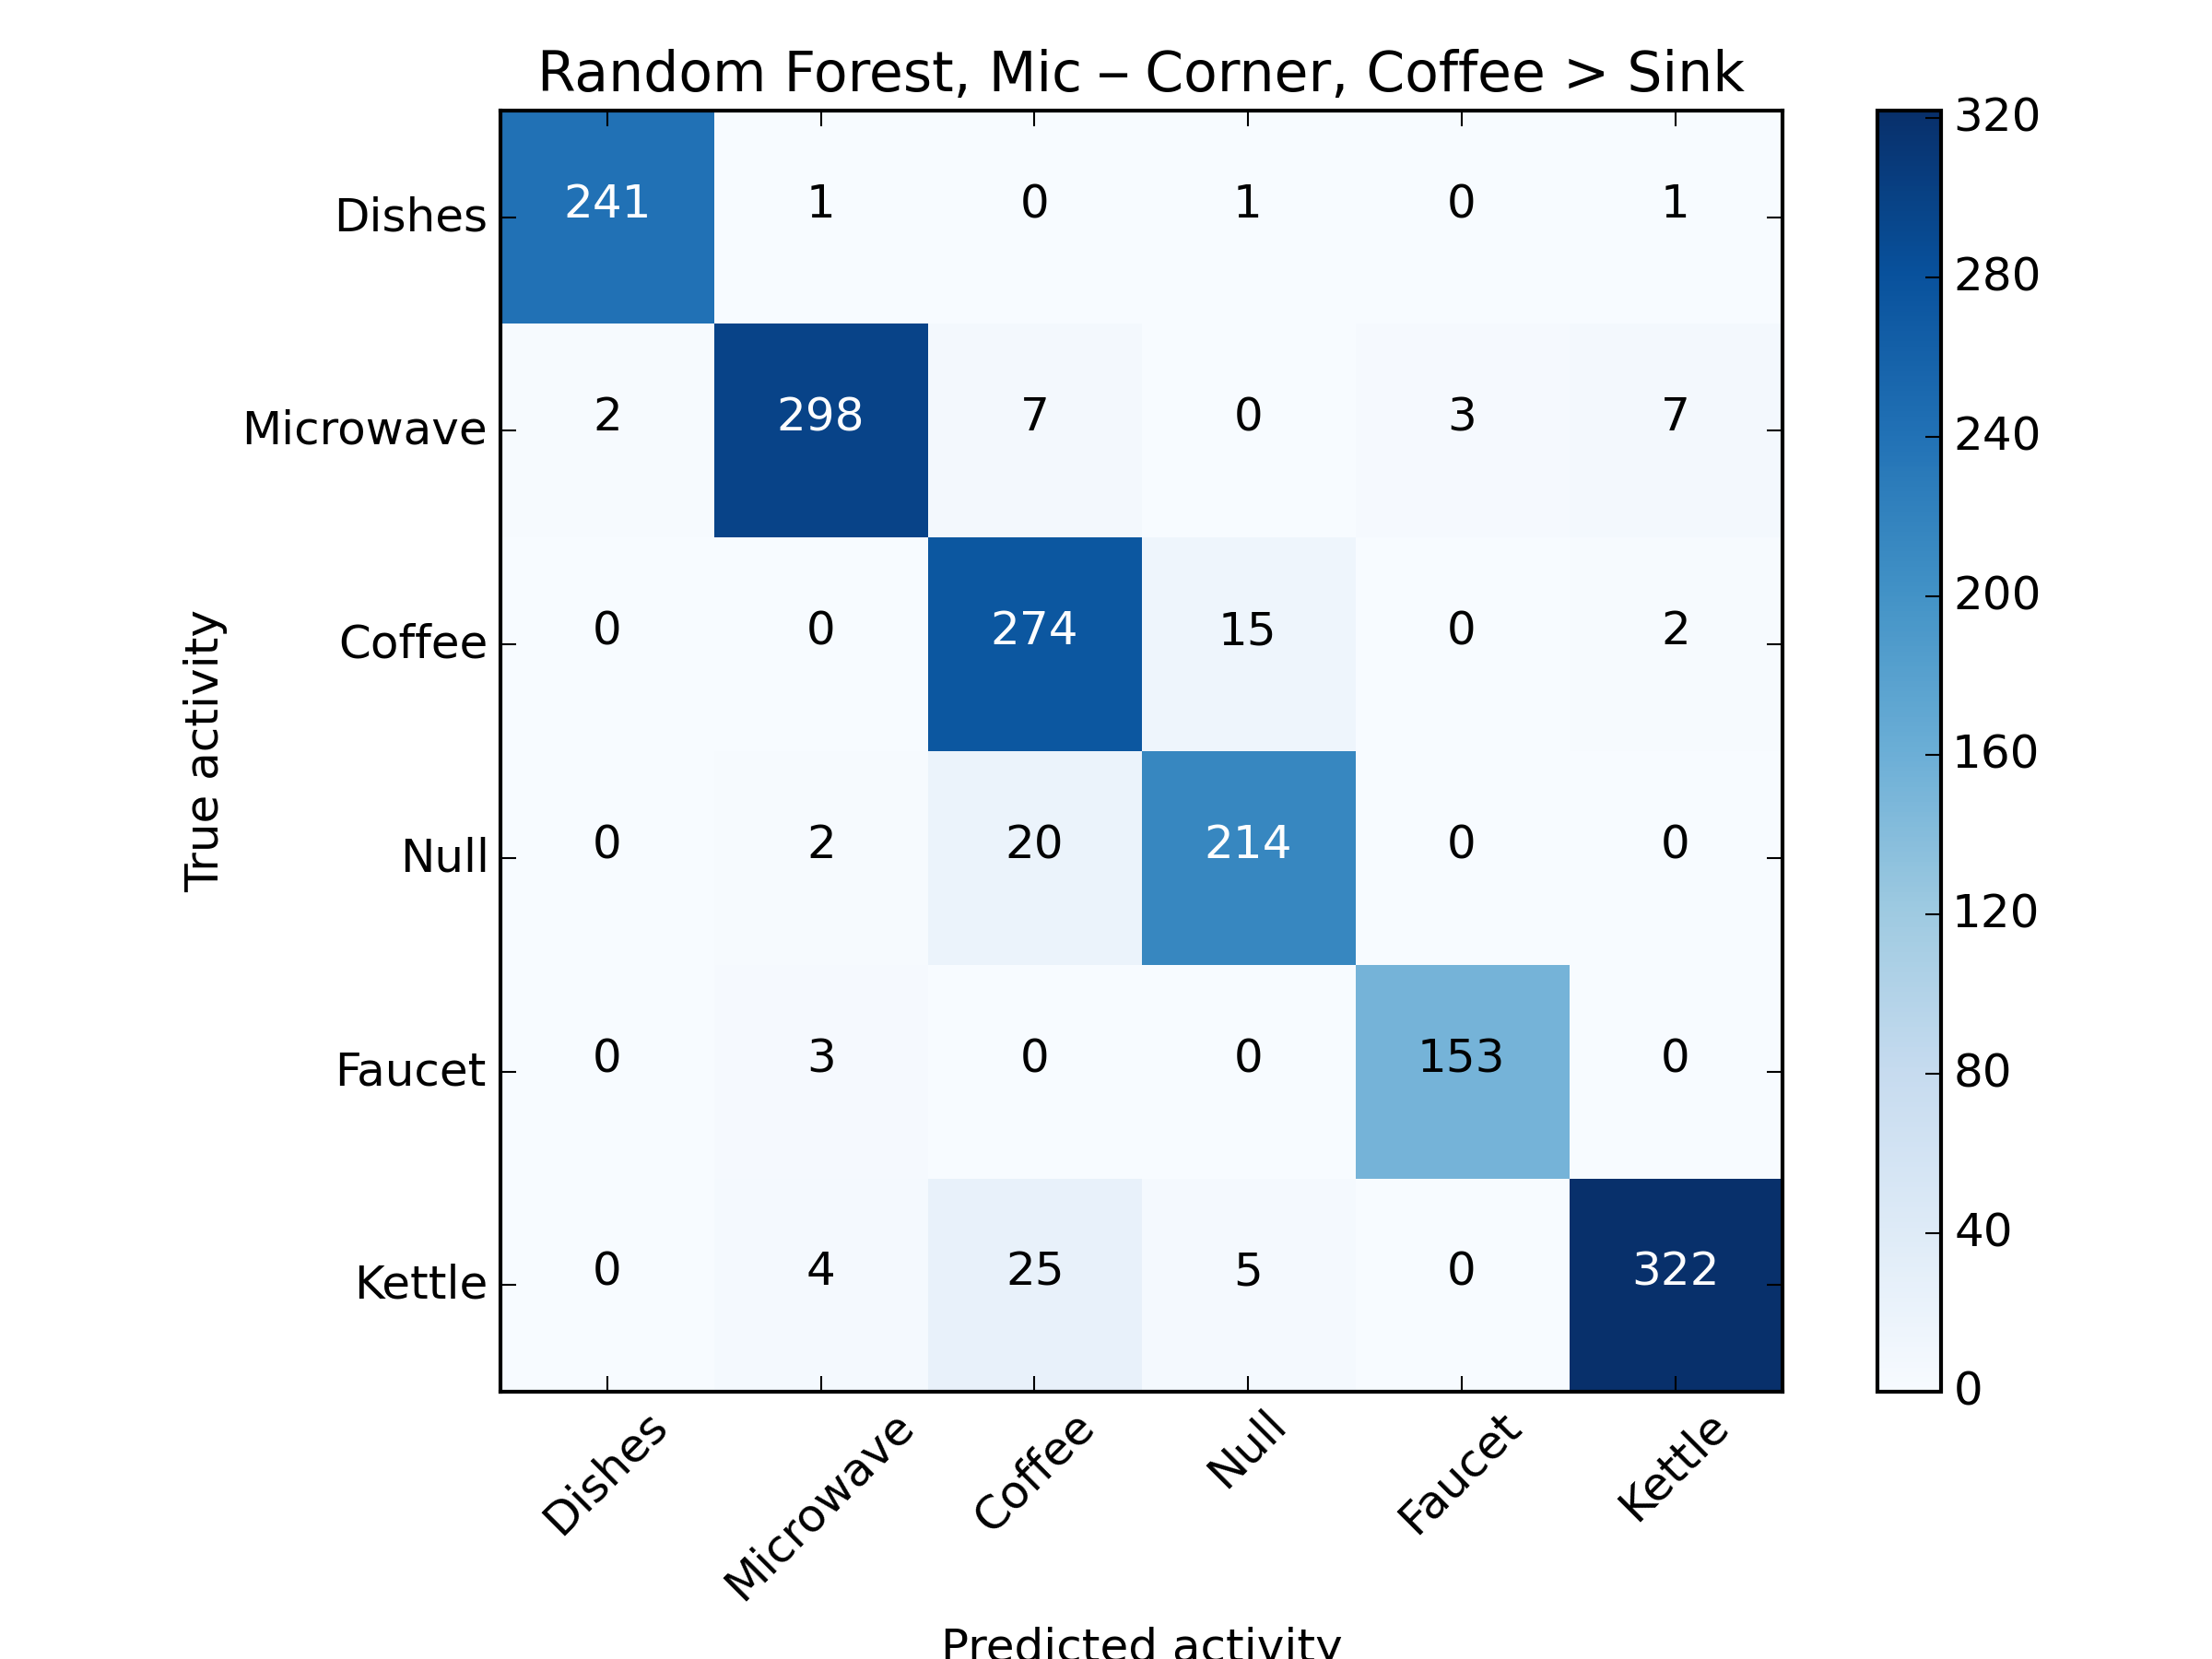 Random Forest, Mic – Corner, Coffee > Sink
Dishes 241 1 0 1 0 1
Microwave 2 298 7 0 3 7
Coffee 0 0 274 15 0 2
Null 0 2 20 214 0 0
Faucet 0 3 0 0 153 0
Kettle 0 4 25 5 0 322
True activity
Dishes Microwave Coffee Null Faucet Kettle
Predicted activity
320
280
240
200
160
120
80
40
0